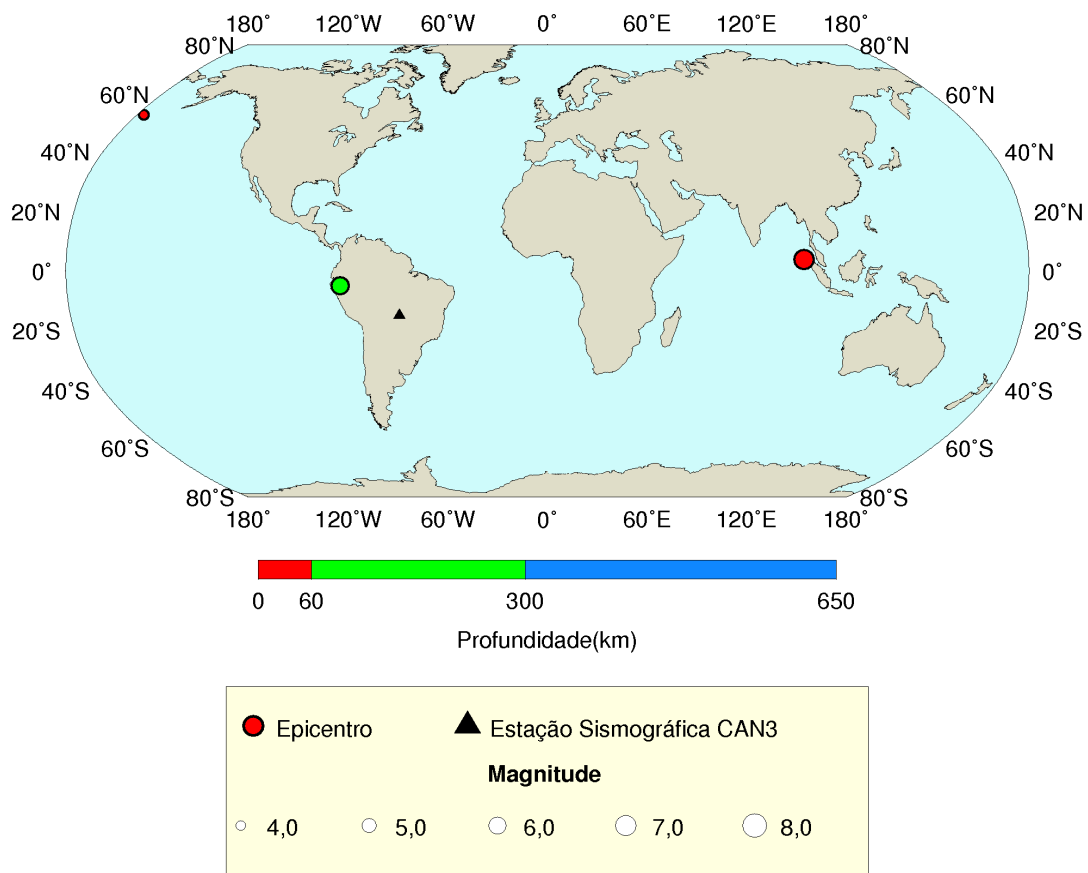 180˚ 120˚W 60˚W 0˚ 60˚E 120˚E 180˚
80˚N 80˚N
60˚N 60˚N
40˚N 40˚N
20˚N 20˚N
0˚ 0˚
20˚S 20˚S
40˚S 40˚S
60˚S 60˚S
80˚S 80˚S
180˚ 120˚W 60˚W 0˚ 60˚E 120˚E 180˚
0 60 300 650
Profundidade(km)
Epicentro Estação Sismográfica CAN3
Magnitude
4,0 5,0 6,0 7,0 8,0